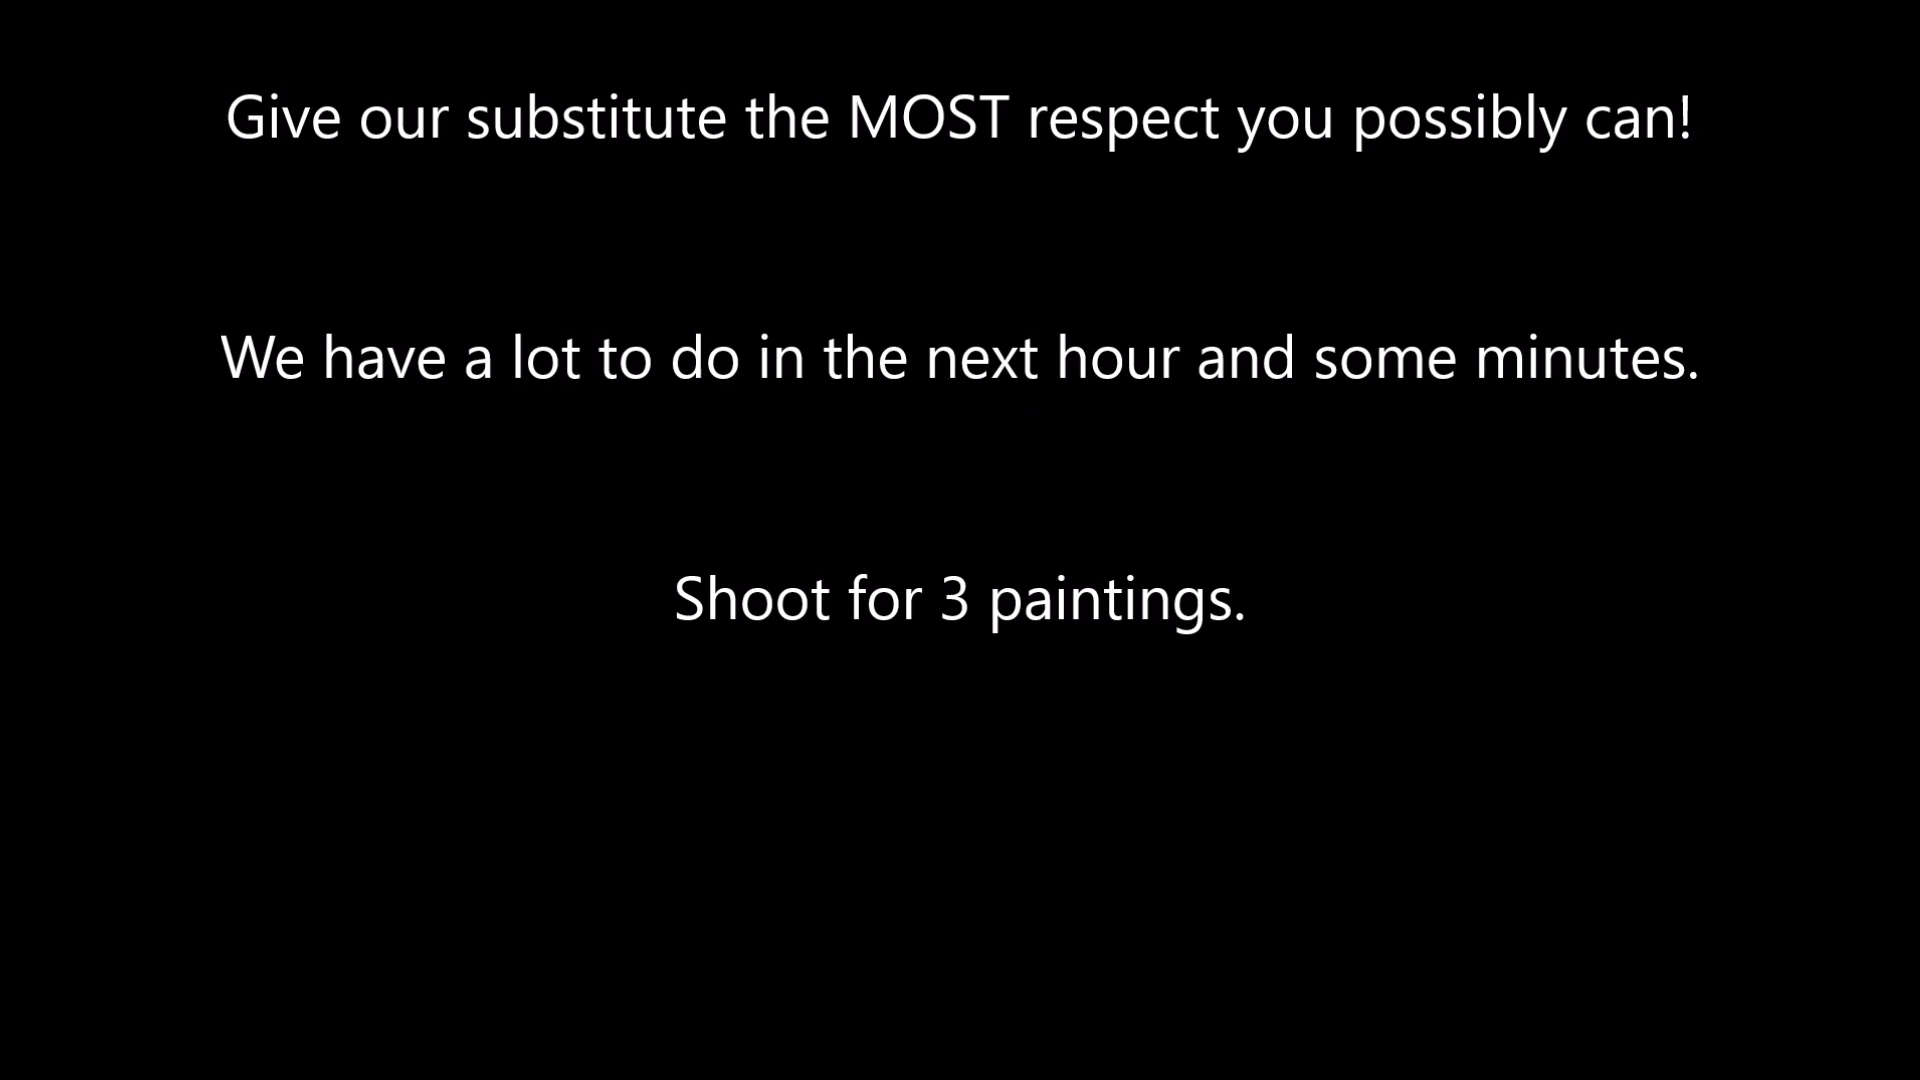 Give our substitute the MOST respect you possibly can!
We have a lot to do in the next hour and some minutes.
Shoot for 3 paintings.